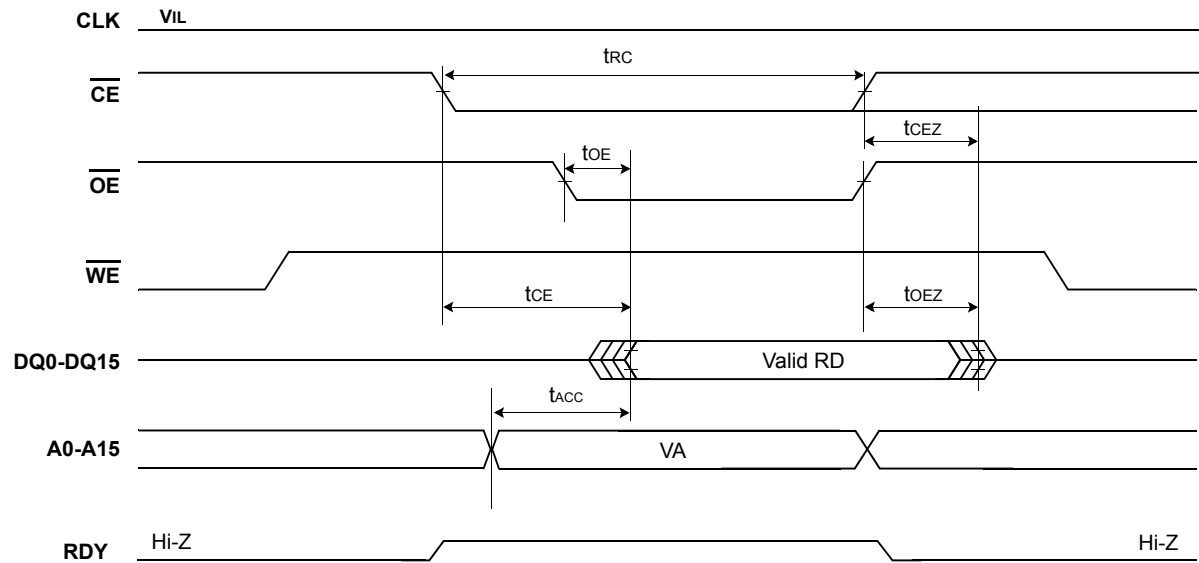 CLK VIL
tRC
CE
tCEZ
tOE
OE
WE
tCE
tOEZ
DQ0-DQ15 Valid RD
tACC
A0-A15 VA
RDY Hi-Z Hi-Z